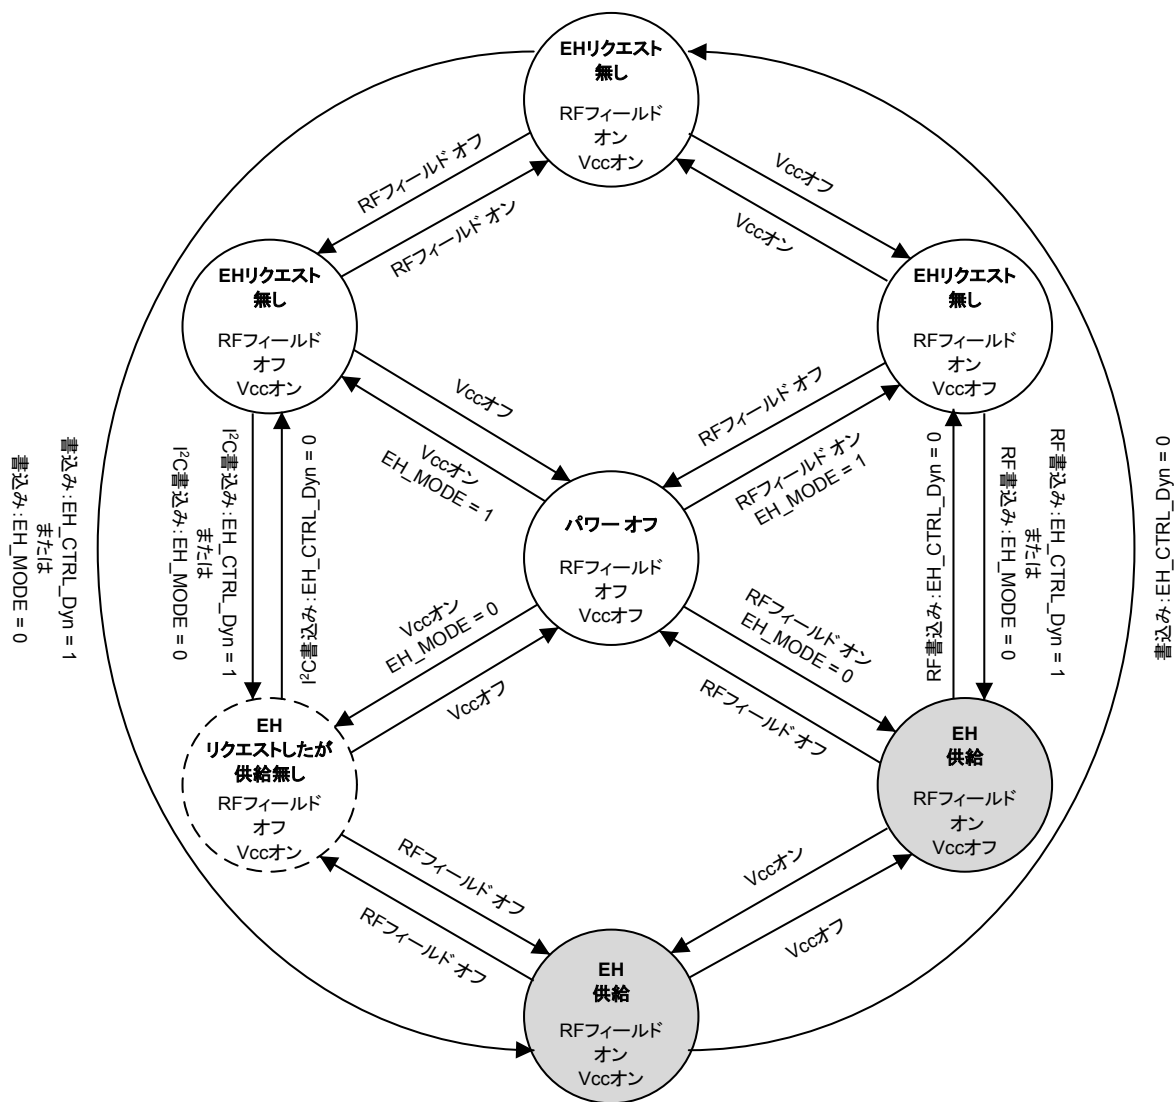 EHリクエスト
無し
RFフィールド
オン
Vccオン
RFフィールド オフ
RFフィールド オン
Vccオフ
Vccオン
EHリクエスト
無し
RFフィールド
オフ
Vccオン
EHリクエスト
無し
RFフィールド
オン
Vccオフ
Vccオフ
Vccオン
EH_MODE = 1
RFフィールド オフ
RFフィールド オン
EH_MODE = 1
書込み:EH_CTRL_Dyn = 1
または
書込み:EH_MODE = 0
I²C書込み:EH_CTRL_Dyn = 1
または
I²C書込み:EH_MODE = 0
I²C書込み:EH_CTRL_Dyn = 0
パワー オフ
RFフィールド
オフ
Vccオフ
RF書込み:EH_CTRL_Dyn = 0
RF書込み:EH_CTRL_Dyn = 1
または
RF書込み:EH_MODE = 0
書込み:EH_CTRL_Dyn = 0
Vccオン
EH_MODE = 0
Vccオフ
RFフィールド オン
EH_MODE = 0
RFフィールド オフ
EH
リクエストしたが
供給無し
RFフィールド
オフ
Vccオン
EH
供給
RFフィールド
オン
Vccオフ
RFフィールド オフ
RFフィールド オフ
Vccオン
Vccオフ
EH
供給
RFフィールド
オン
Vccオン